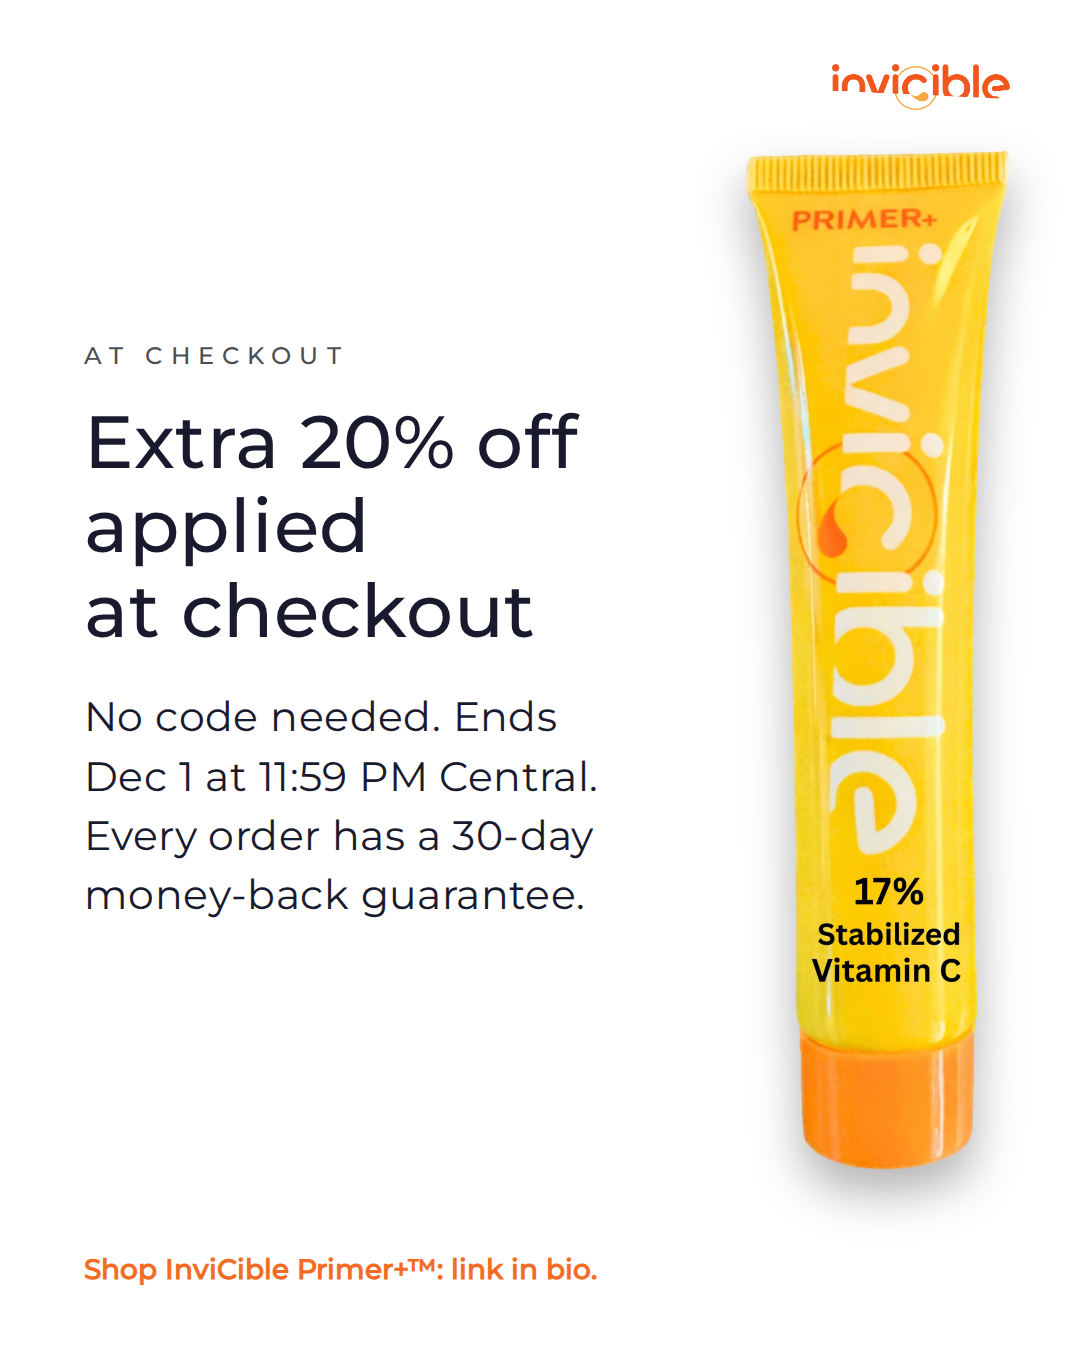 invicible
PRIMER+
invicible
17%
Stabilized
Vitamin C
AT CHECKOUT
Extra 20% off
applied
at checkout
No code needed. Ends
Dec 1 at 11:59 PM Central.
Every order has a 30-day
money-back guarantee.
Shop InviCible Primer+™: link in bio.